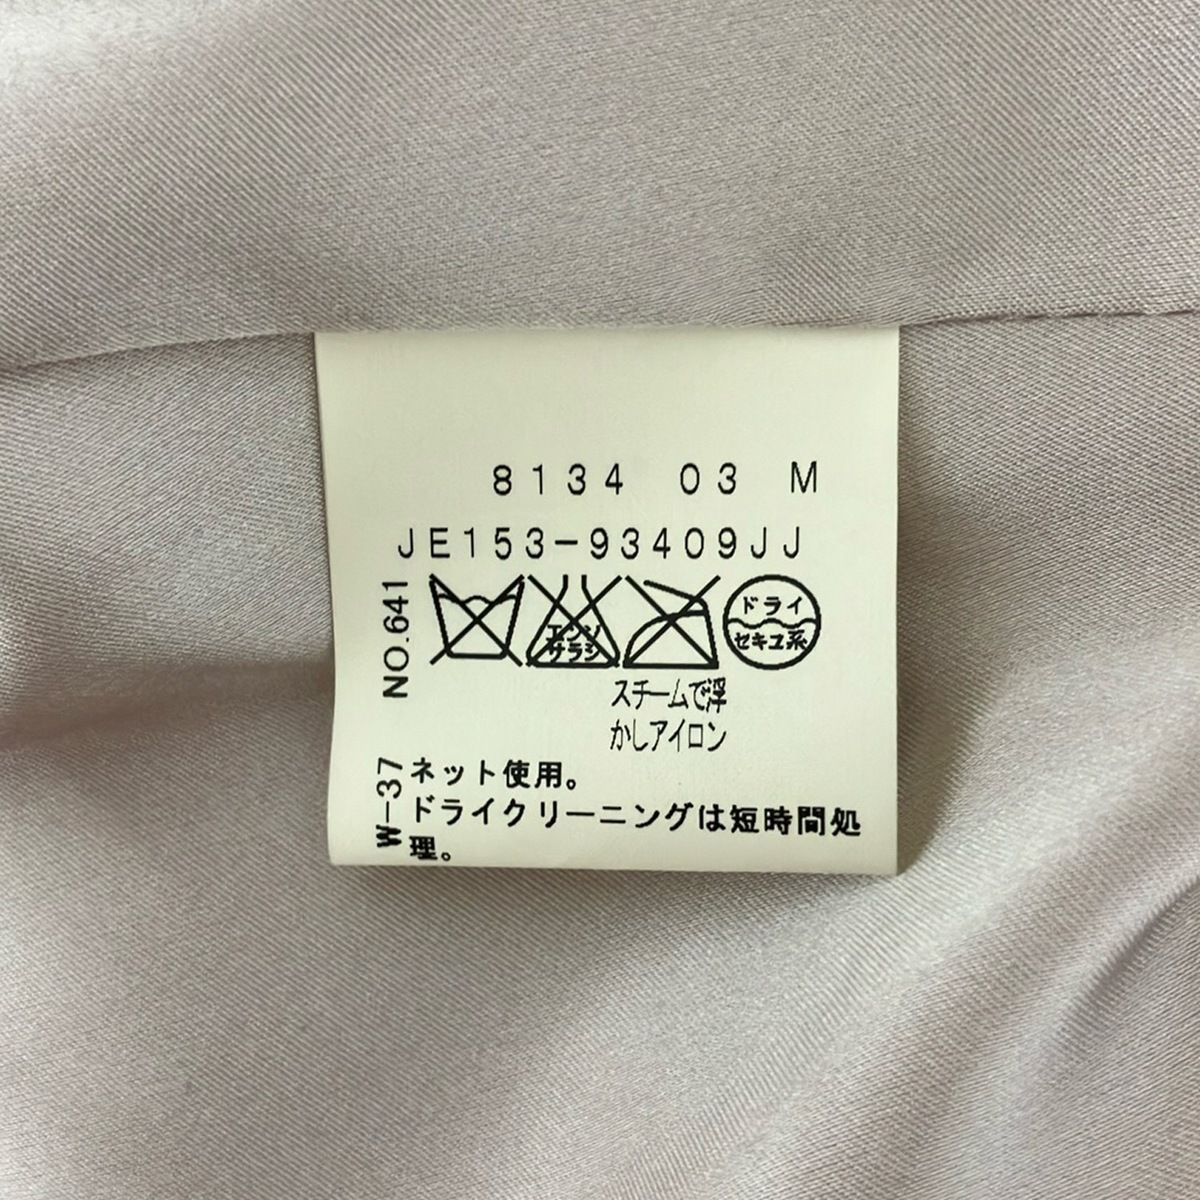 8134 03 M
JE153-93409JJ
NO.641
エンソ
サラシ
ドライ
セキユ系
スチームで浮
かしアイロン
W-37
ネット使用。
ドライクリーニングは短時間処
理。